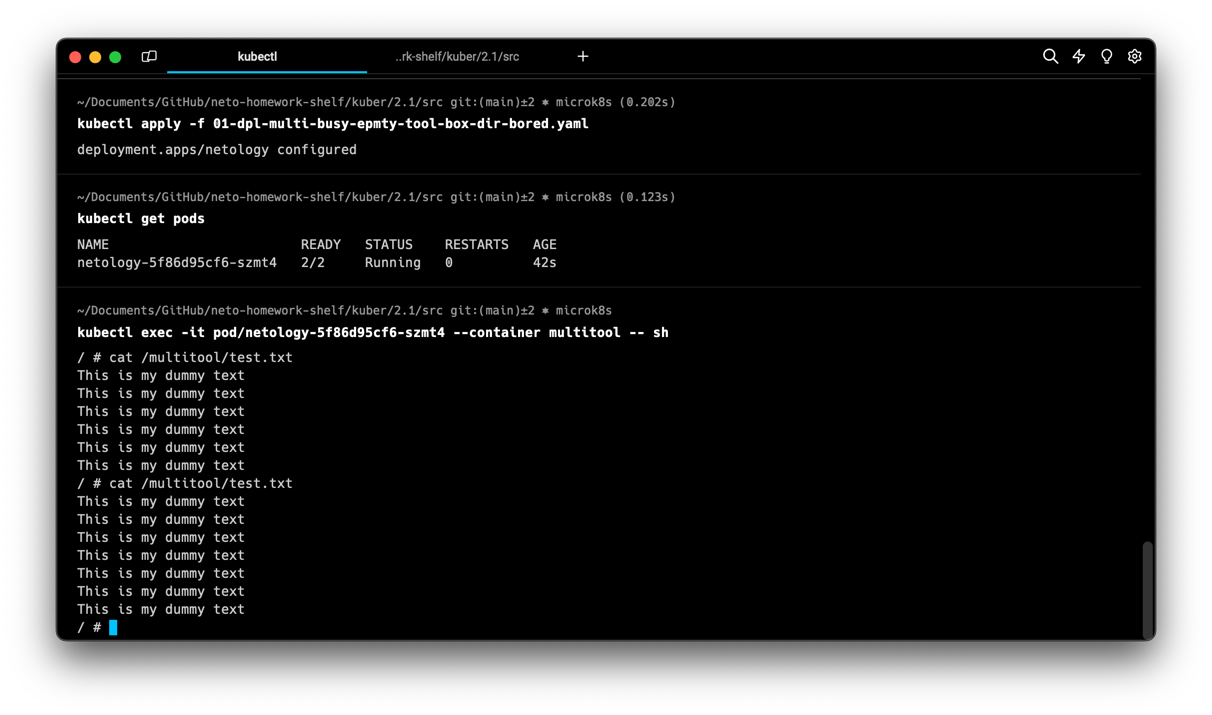 kubectl
..rk-shelf/kuber/2.1/src
+
~/Documents/GitHub/neto-homework-shelf/kuber/2.1/src git:(main)±2 ⎈ microk8s (0.202s)
kubectl apply -f 01-dpl-multi-busy-epmty-tool-box-dir-bored.yaml
deployment.apps/netology configured
~/Documents/GitHub/neto-homework-shelf/kuber/2.1/src git:(main)±2 ⎈ microk8s (0.123s)
kubectl get pods
NAME READY STATUS RESTARTS AGE
netology-5f86d95cf6-szmt4 2/2 Running 0 42s
~/Documents/GitHub/neto-homework-shelf/kuber/2.1/src git:(main)±2 ⎈ microk8s
kubectl exec -it pod/netology-5f86d95cf6-szmt4 --container multitool -- sh
/ # cat /multitool/test.txt
This is my dummy text
This is my dummy text
This is my dummy text
This is my dummy text
This is my dummy text
This is my dummy text
/ # cat /multitool/test.txt
This is my dummy text
This is my dummy text
This is my dummy text
This is my dummy text
This is my dummy text
This is my dummy text
This is my dummy text
/ #